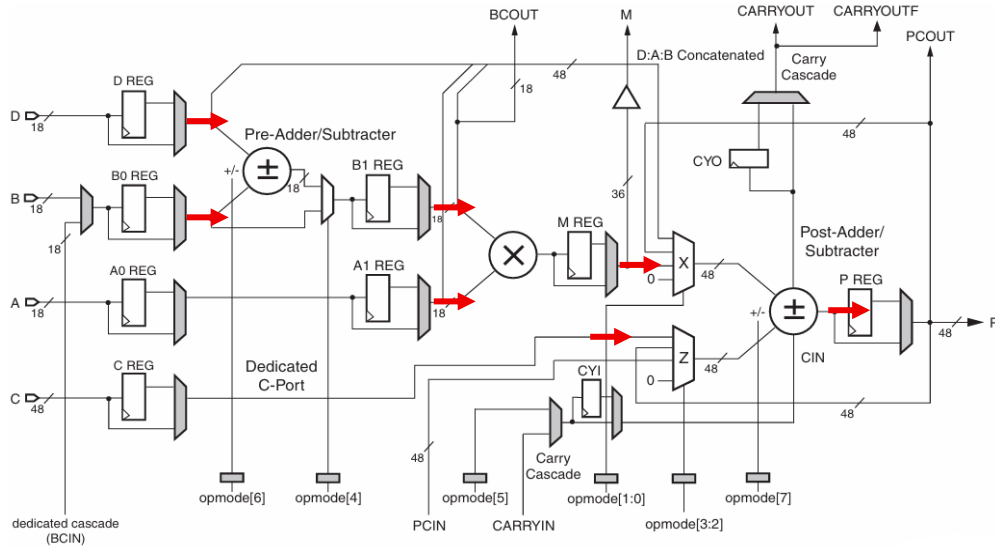 BCOUT
M
CARRYOUT
CARRYOUTF
PCOUT
D:A:B Concatenated
48
18
Carry
Cascade
D REG
D
18
Pre-Adder/Subtracter
+/-
±
18
48
CYO
B0 REG
B
18
18
B1 REG
18
36
M REG
X
48
0
Post-Adder/
Subtracter
×
A0 REG
A
18
A1 REG
18
+/-
±
P REG
CIN
48
P
C REG
C
48
Dedicated
C-Port
Z
48
0
CYI
48
48
Carry
Cascade
opmode[6]
opmode[4]
opmode[5]
opmode[1:0]
opmode[7]
dedicated cascade
(BCIN)
PCIN
CARRYIN
opmode[3:2]